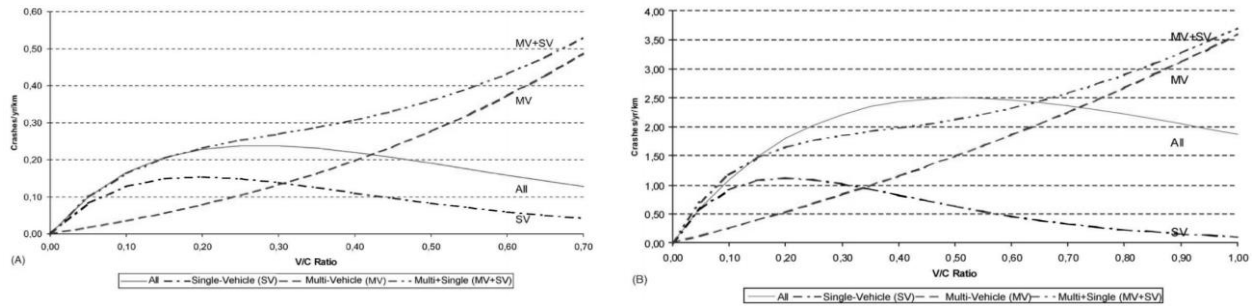 0,60
0,50
0,40
0,30
0,20
0,10
0,00
Crashes/yr/km
MV+SV
MV
All
SV
0,00 0,10 0,20 0,30 0,40 0,50 0,60 0,70
V/C Ratio
(A)
All Single-Vehicle (SV) Multi-Vehicle (MV) Multi+Single (MV+SV)
4,00
3,50
3,00
2,50
2,00
1,50
1,00
0,50
0,00
Crashes/yr/km
MV+SV
MV
All
SV
0,00 0,10 0,20 0,30 0,40 0,50 0,60 0,70 0,80 0,90 1,00
V/C Ratio
(B)
All Single-Vehicle (SV) Multi-Vehicle (MV) Multi+Single (MV+SV)